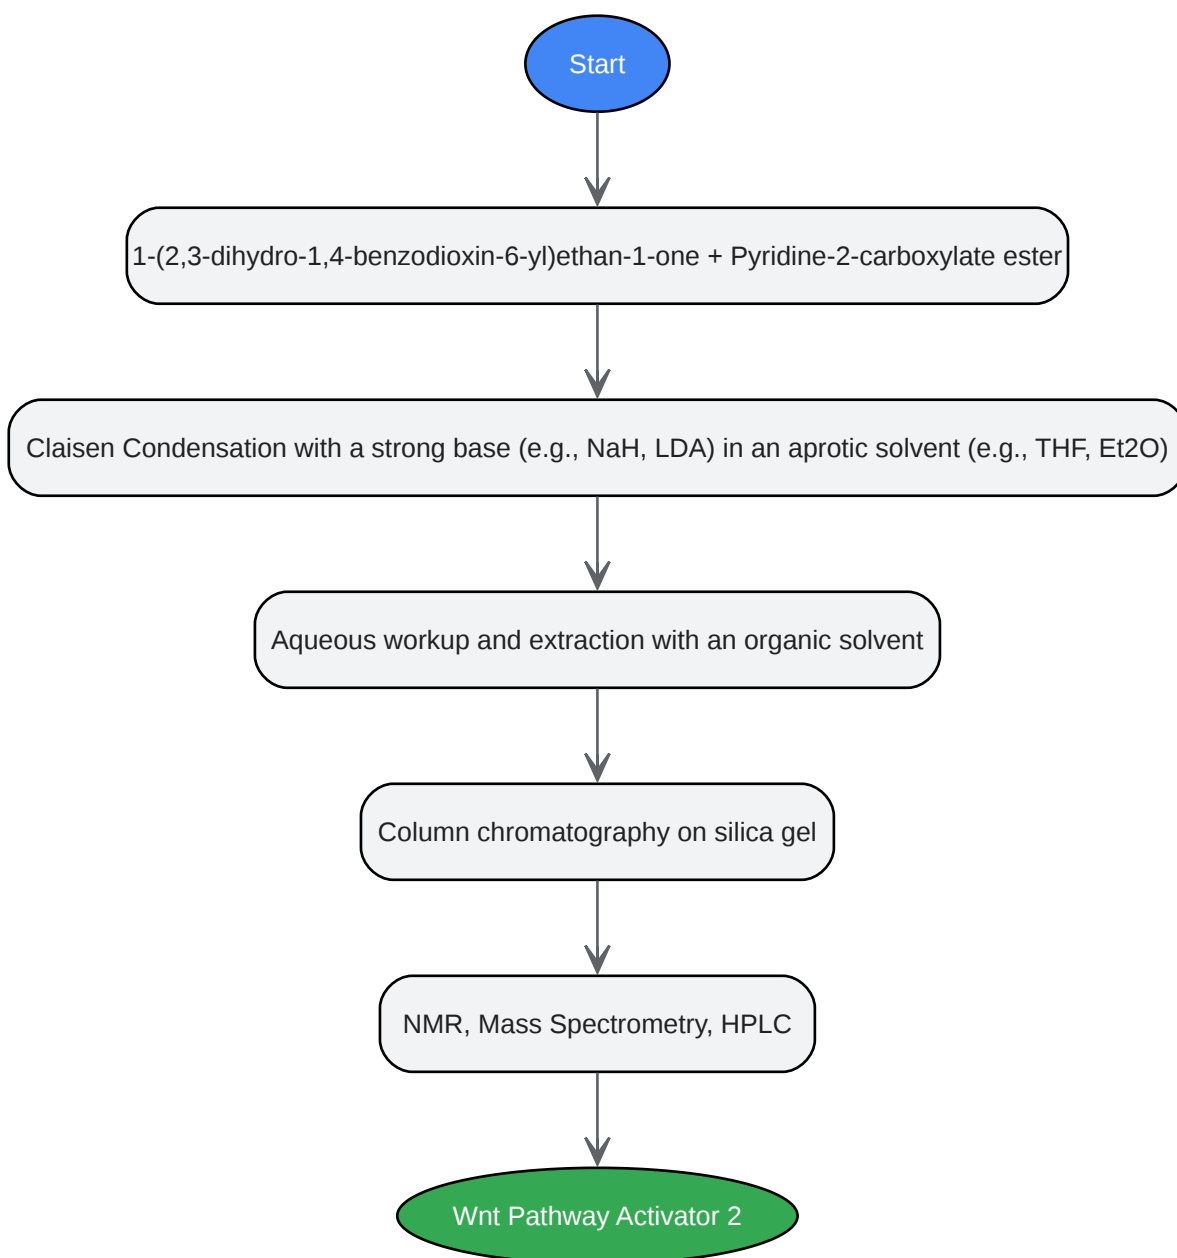 Start
1-(2,3-dihydro-1,4-benzodioxin-6-yl)ethan-1-one + Pyridine-2-carboxylate ester
Claisen Condensation with a strong base (e.g., NaH, LDA) in an aprotic solvent (e.g., THF, Et2O)
Aqueous workup and extraction with an organic solvent
Column chromatography on silica gel
NMR, Mass Spectrometry, HPLC
Wnt Pathway Activator 2